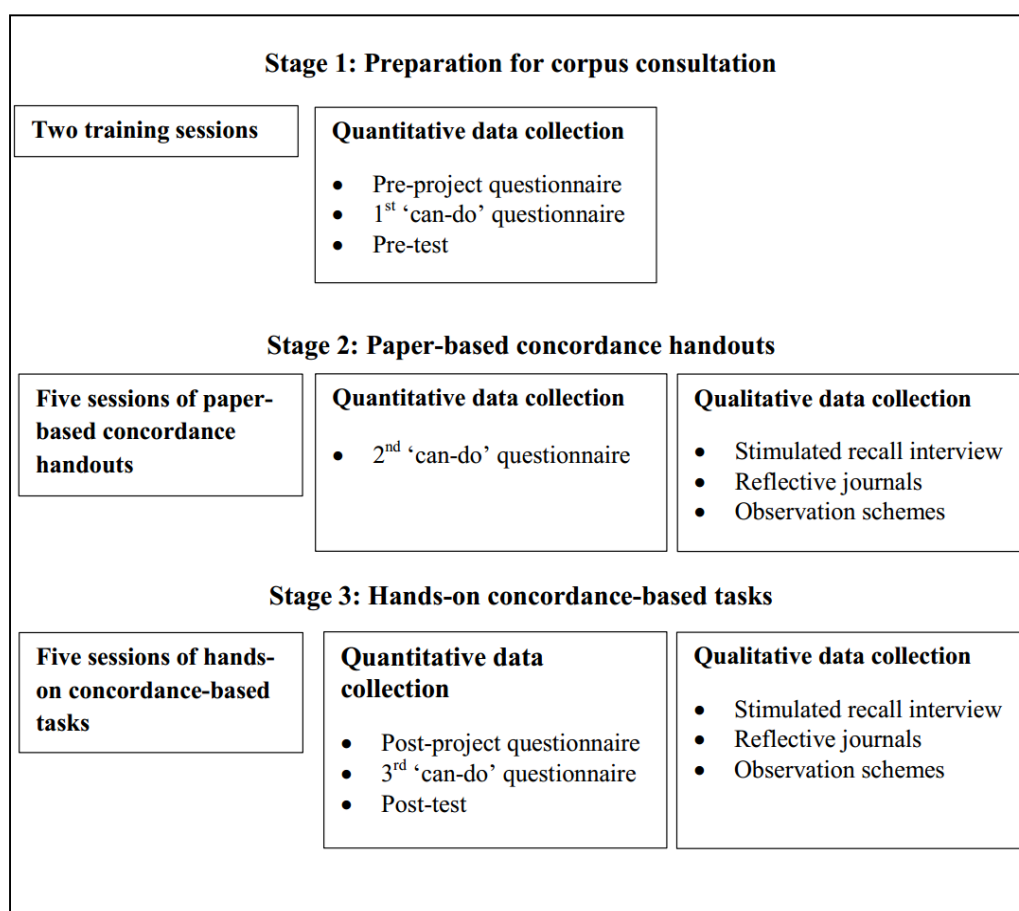 Stage 1: Preparation for corpus consultation
Two training sessions
Quantitative data collection
• Pre-project questionnaire
• 1st ‘can-do’ questionnaire
• Pre-test
Stage 2: Paper-based concordance handouts
Five sessions of paper-
based concordance
handouts
Quantitative data collection
• 2nd ‘can-do’ questionnaire
Qualitative data collection
• Stimulated recall interview
• Reflective journals
• Observation schemes
Stage 3: Hands-on concordance-based tasks
Five sessions of hands-
on concordance-based
tasks
Quantitative data
collection
• Post-project questionnaire
• 3rd ‘can-do’ questionnaire
• Post-test
Qualitative data collection
• Stimulated recall interview
• Reflective journals
• Observation schemes